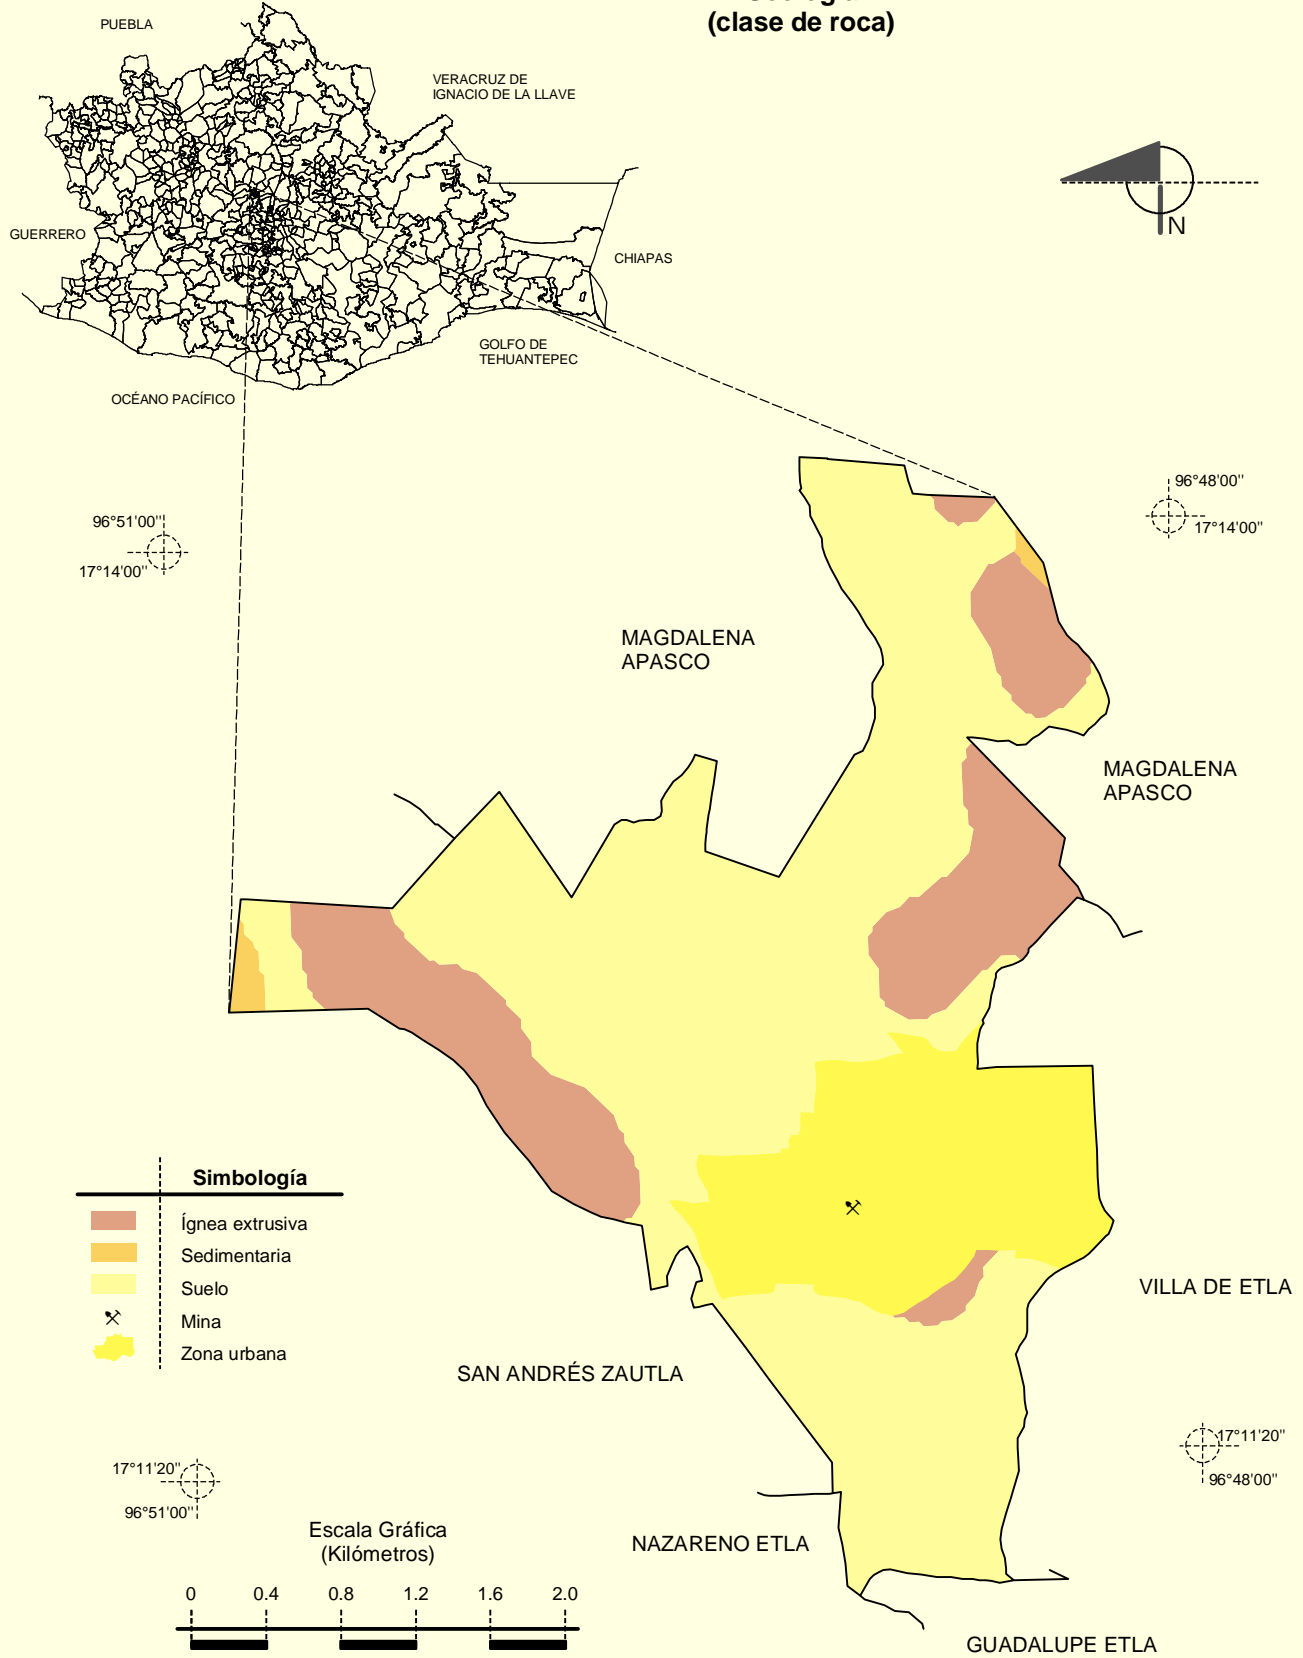 (clase de roca)
PUEBLA
VERACRUZ DE
IGNACIO DE LA LLAVE
GUERRERO
CHIAPAS
GOLFO DE
TEHUANTEPEC
OCÉANO PACÍFICO
N
96°51'00"
17°14'00"
96°48'00"
17°14'00"
MAGDALENA
APASCO
MAGDALENA
APASCO
Simbología
Ígnea extrusiva
Sedimentaria
Suelo
Mina
Zona urbana
VILLA DE ETLA
SAN ANDRÉS ZAUTLA
17°11'20"
96°51'00"
17°11'20"
96°48'00"
NAZARENO ETLA
GUADALUPE ETLA
Escala Gráfica
(Kilómetros)
0 0.4 0.8 1.2 1.6 2.0